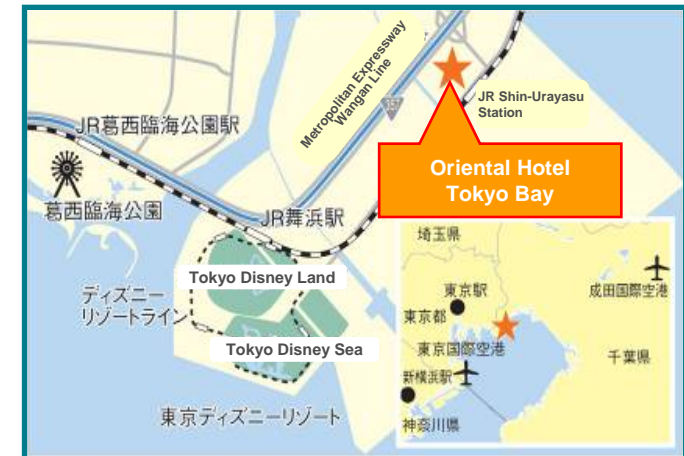 Metropolitan Expressway
Wangan Line
357
JR Shin-Urayasu
Station
JR葛西臨海公園駅
Oriental Hotel
Tokyo Bay
葛西臨海公園
JR舞浜駅
Tokyo Disney Land
ディズニー
リゾートライン
Tokyo Disney Sea
東京ディズニーリゾート
埼玉県
東京駅
成田国際空港
東京都
東京国際空港
千葉県
新横浜駅
神奈川県